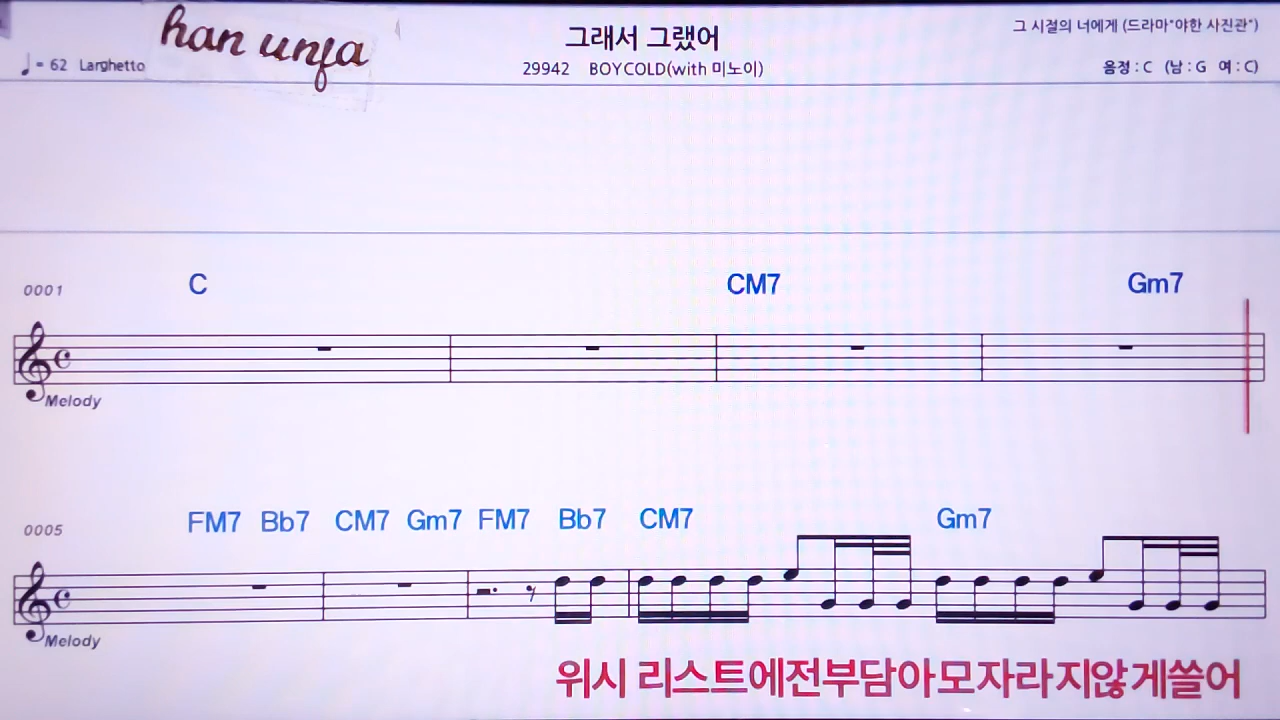 han unfa
그래서 그랬어
그 시절의 너에게 (드라마"야한 사진관")
♩= 62 Larghetto
29942 BOYCOLD(with 미노이)
음정 : C (남 : G 여 : C)
0001 C CM7 Gm7
Melody
0005 FM7 Bb7 CM7 Gm7 FM7 Bb7 CM7 Gm7
Melody
위시 리스트에전부담아모자라지않게쓸어